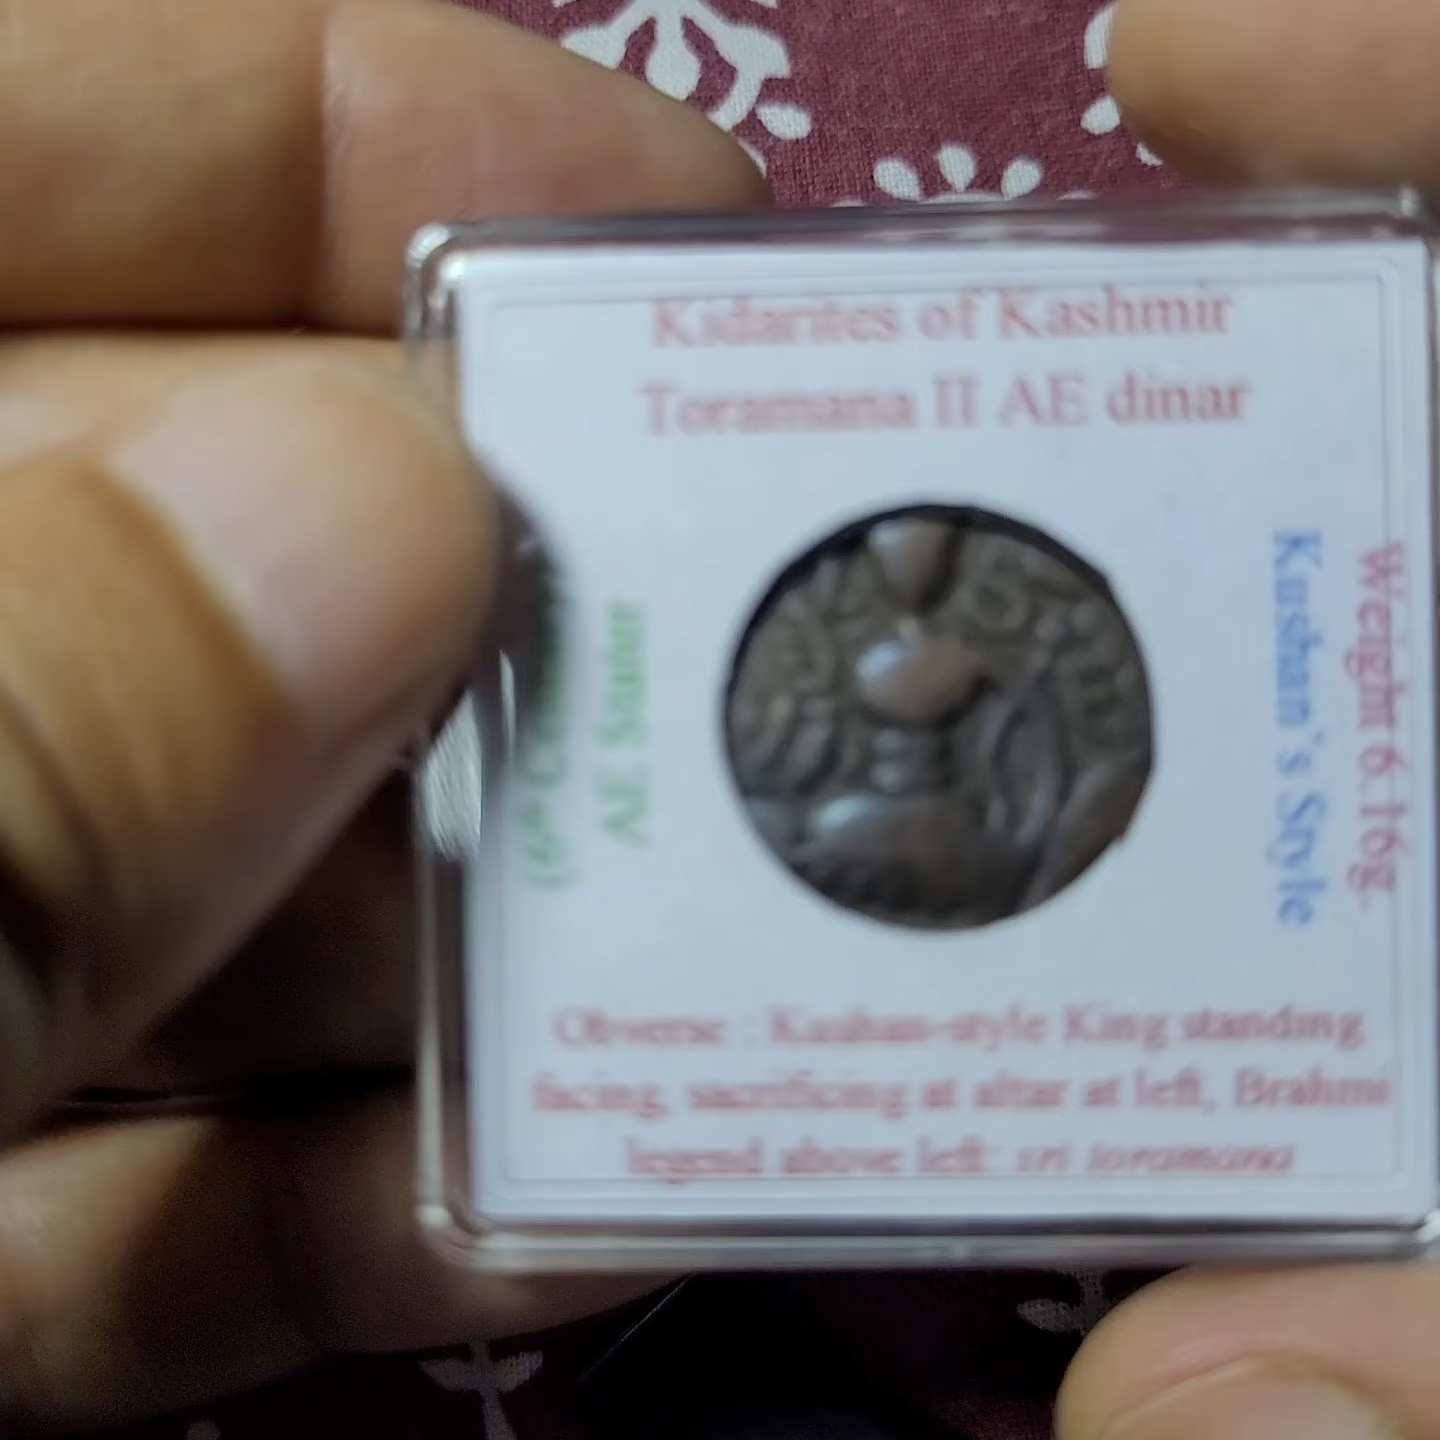 Kidarites of Kashmir
Toramana II AE dinar
(6th
AE Stater
Kushan's Style
Weight 6.16g.
Obverse : Kushan-style King standing
facing, sacrificing at altar at left, Brahmi
legend above left: sri toramana